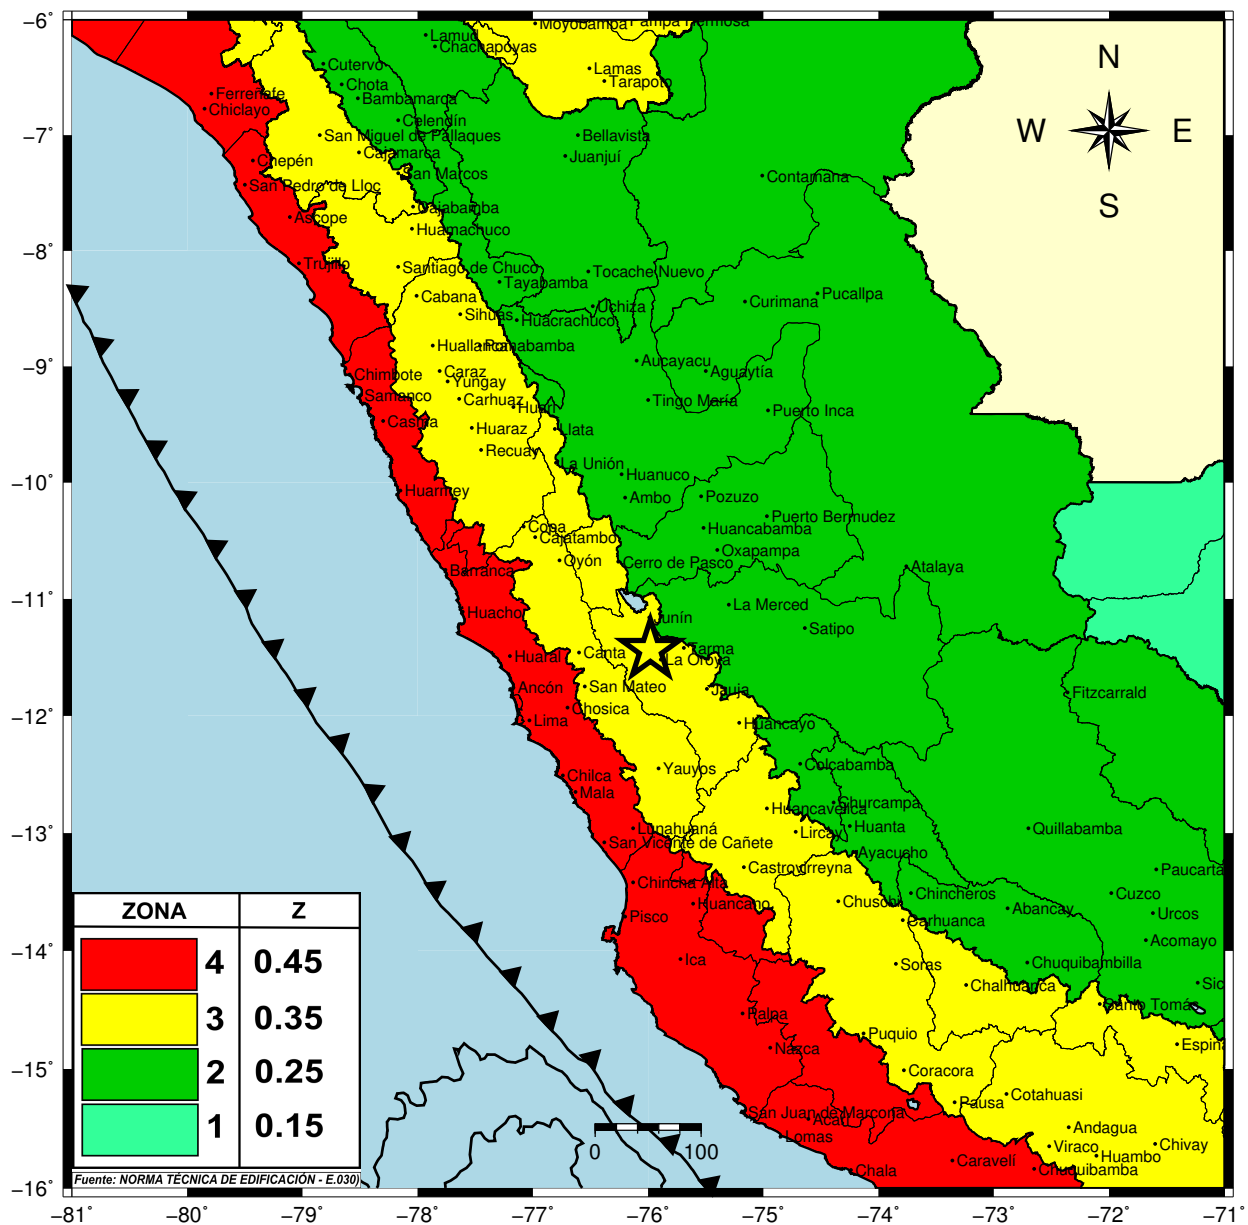 −6˚
−7˚
−8˚
−9˚
−10˚
−11˚
−12˚
−13˚
−14˚
−15˚
−16˚
Moyobamba
Pampa Hermosa
Lamud
Chachapoyas
Cutervo
Lamas
Tarapoto
Chota
Ferreñafe
Bambamarca
Chiclayo
Celendín
San Miguel de Pallaques
Bellavista
Cajamarca
Juanjuí
Chepén
San Marcos
Contamana
San Pedro de Lloc
Cajabamba
Ascope
Huamachuco
Trujillo
Santiago de Chuco
Tocache Nuevo
Tayabamba
Cabana
Curimana
Pucallpa
Sihuas
Uchiza
Huacrachuco
Huallanca
Pomabamba
Aucayacu
Chimbote
Caraz
Aguaytía
Yungay
Samanco
Carhuaz
Huari
Tingo María
Puerto Inca
Casma
Huaraz
Llata
Recuay
La Unión
Huanuco
Huarmey
Ambo
Pozuzo
Puerto Bermudez
Copa
Cajatambo
Huancabamba
Oyón
Oxapampa
Cerro de Pasco
Barranca
Atalaya
Huacho
Junín
La Merced
Satipo
Huaral
Canta
Tarma
La Oroya
Ancón
San Mateo
Jauja
Fitzcarrald
Chosica
Lima
Huancayo
Chilca
Yauyos
Colcabamba
Mala
Huancavelica
Churcampa
Lunahuaná
Lircay
Huanta
Quillabamba
San Vicente de Cañete
Ayacucho
Castrovirreyna
Paucarta
Chincha Alta
Huancano
Chuschi
Chincheros
Cuzco
Pisco
Carhuanca
Abancay
Urcos
Acomayo
Ica
Soras
Chuquibambilla
Chalhuanca
Sic
Santo Tomás
Palpa
Puquio
Nazca
Espina
Coracora
Cotahuasi
Pausa
San Juan de Marcona
Acarí
Andagua
Lomas
Viraco
Chivay
Huambo
Caravelí
Chala
Chuquibamba
N
W
E
S
ZONA Z
4 0.45
3 0.35
2 0.25
1 0.15
Fuente: NORMA TÉCNICA DE EDIFICACIÓN - E.030)
0 100
−81˚ −80˚ −79˚ −78˚ −77˚ −76˚ −75˚ −74˚ −73˚ −72˚ −71˚